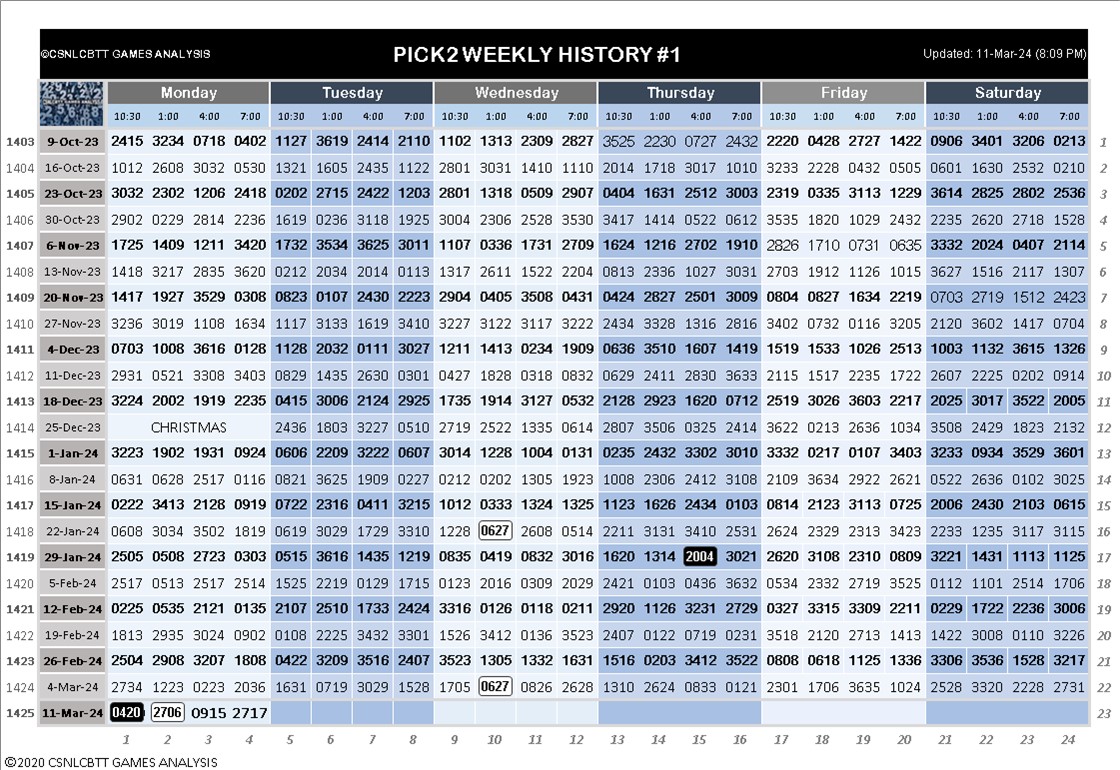 ©CSNLCBTT GAMES ANALYSIS PICK2 WEEKLY HISTORY #1 Updated: 11-Mar-24 (8:09 PM)
Monday Tuesday Wednesday Thursday Friday Saturday
10:30 1:00 4:00 7:00 10:30 1:00 4:00 8:00 10:30 1:00 4:00 7:00 10:30 1:00 4:00 7:00 10:30 1:00 4:00 7:00 10:30 1:00 4:00 7:00
1403 9-Oct-23 2415 3234 0718 0402 1127 3619 2414 2110 1102 1313 2309 2827 3525 2230 0727 2432 2220 0428 2727 1422 0906 3401 3206 0213 1
1404 16-Oct-23 1012 2608 3032 0530 1321 1605 2435 1122 2801 3031 1410 1110 2014 1718 3017 1010 3233 2228 0432 0505 0601 1630 2532 0210 2
1405 23-Oct-23 3032 2302 1206 2418 0202 2715 2422 1203 2801 1318 0509 2907 0404 1631 2512 3003 2319 0335 3113 1229 3614 2825 2802 2536 3
1406 30-Oct-23 2902 0229 2814 2236 1619 0236 3118 1925 3004 2306 2528 3530 3417 1414 0522 0612 3535 1820 1029 2432 2235 2620 2718 1528 4
1407 6-Nov-23 1725 1409 1211 3420 1732 3534 3625 3011 1107 0336 1731 2709 1624 1216 2702 1910 2826 1710 0731 0635 3332 2024 0407 2114 5
1408 13-Nov-23 1418 3217 2835 3620 0212 2034 2014 0113 1317 2611 1522 2204 0813 2336 1027 3031 2703 1912 1126 1015 3627 1516 2117 1307 6
1409 20-Nov-23 1417 1927 3529 0308 0823 0107 2430 2223 2904 0405 3508 0431 0424 2827 2501 3009 0804 0827 1634 2219 0703 2719 1512 2423 7
1410 27-Nov-23 3236 3019 1108 1634 1117 3133 1619 3410 3227 3122 3117 3222 2434 3328 1316 2816 3402 0732 0116 3205 2120 3602 1417 0704 8
1411 4-Dec-23 0703 1008 3616 0128 1128 2032 0111 3027 1211 1413 0234 1909 0636 3510 1607 1419 1519 1533 1026 2513 1003 1132 3615 1326 9
1412 11-Dec-23 2931 0521 3308 3403 0829 1435 2630 0301 0427 1828 0318 0832 0629 2411 2830 3633 2115 1517 2235 1722 2607 2225 0202 0914 10
1413 18-Dec-23 3224 2002 1919 2235 0415 3006 2124 2925 1735 1914 3127 0532 2128 2923 1620 0712 2519 3026 3603 2217 2025 3017 3522 2005 11
1414 25-Dec-23 CHRISTMAS 2436 1803 3227 0510 2719 2522 1335 0614 2807 3506 0325 2414 3622 0213 2636 1034 3508 2429 1823 2132 12
1415 1-Jan-24 3223 1902 1931 0924 0606 2209 3222 0607 3014 1228 1004 0131 0235 2432 3302 3010 3332 0217 0107 3403 3233 0934 3529 3601 13
1416 8-Jan-24 0631 0628 2517 0116 0821 3625 1909 0227 0212 0202 1305 1923 1008 2306 2412 3108 2109 3634 2922 2621 0522 2636 0102 3025 14
1417 15-Jan-24 0222 3413 2128 0919 0722 2316 0411 3215 1012 0333 1324 1325 1123 1626 2434 0103 0814 2123 3113 0725 2006 2430 2103 0615 15
1418 22-Jan-24 0608 3034 3502 1819 0619 3029 1729 3310 1228 0627 2608 0514 2211 3131 3410 2531 2624 2329 2313 3423 2233 1235 3117 3115 16
1419 29-Jan-24 2505 0508 2723 0303 0515 3616 1435 1219 0835 0419 0832 3016 1620 1314 2004 3021 2620 3108 2310 0809 3221 1431 1113 1125 17
1420 5-Feb-24 2517 0513 2517 2514 1525 2219 0129 1715 0123 2016 0309 2029 2421 0103 0436 3632 0534 2332 2719 3525 0112 1101 2514 1706 18
1421 12-Feb-24 0225 0535 2121 0135 2107 2510 1733 2424 3316 0126 0118 0211 2920 1126 3231 2729 0327 3315 3309 2211 0229 1722 2236 3006 19
1422 19-Feb-24 1813 2935 3024 0902 0108 2225 3432 3301 1526 3412 0136 3523 2407 0122 0719 0231 3518 2120 2713 1413 1422 3008 0110 3226 20
1423 26-Feb-24 2504 2908 3207 1808 0422 3209 3516 2407 3523 1305 1332 1631 1516 0203 3412 3522 0808 0618 1125 1336 3306 3536 1528 3217 21
1424 4-Mar-24 2734 1223 0223 2036 1631 0719 3029 1528 1705 0627 0826 2628 1310 2624 0833 0121 2301 1706 3635 1024 2528 3320 2228 2731 22
1425 11-Mar-24 0420 2706 0915 2717 23
1 2 3 4 5 6 7 8 9 10 11 12 13 14 15 16 17 18 19 20 21 22 23 24
©2020 CSNLCBTT GAMES ANALYSIS